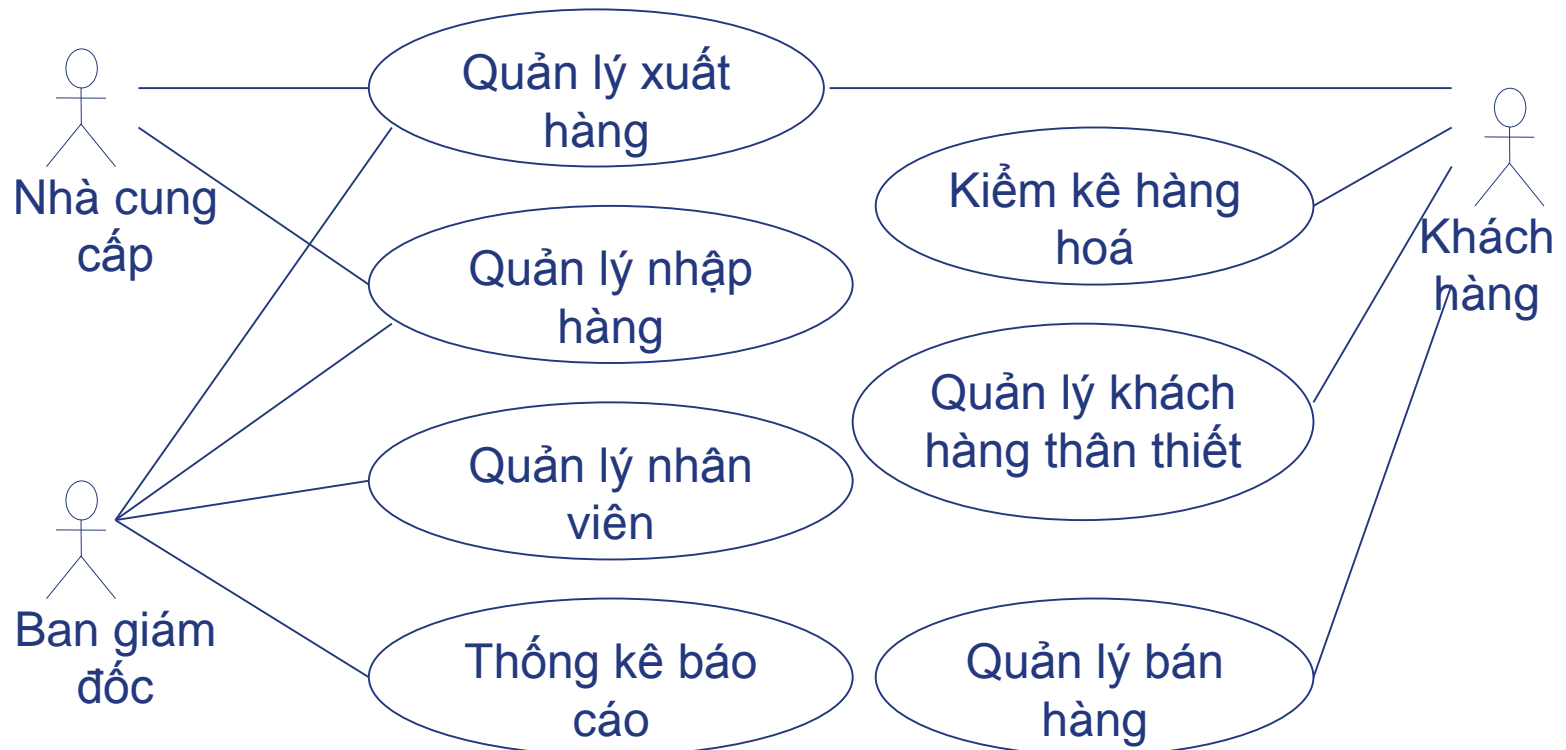 Quản lý xuất
hàng
Nhà cung
cấp
Kiểm kê hàng
hoá
Khách
hàng
Quản lý nhập
hàng
Quản lý khách
hàng thân thiết
Quản lý nhân
viên
Ban giám
đốc
Thống kê báo
cáo
Quản lý bán
hàng